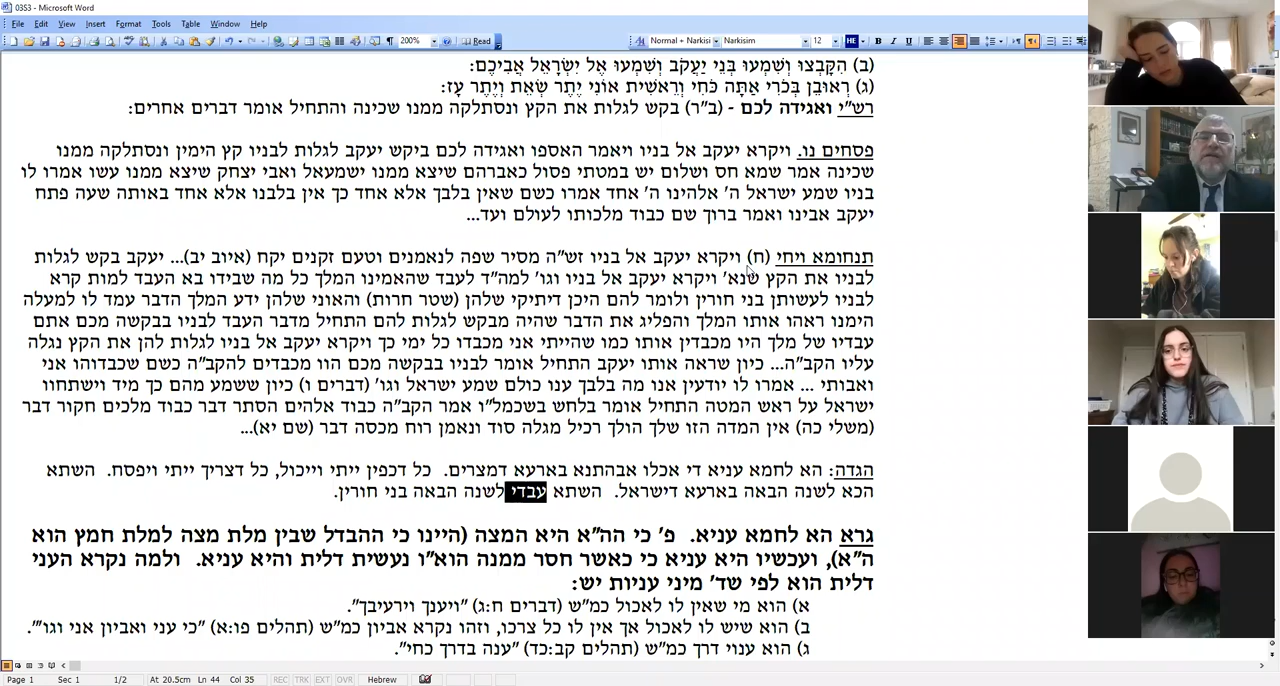 03S3 - Microsoft Word
File Edit View Insert Format Tools Table Window Help
200% Read Normal + Narkisi Narkisim 12 HE B I U
(ב) הִקָּבְצוּ וְשִׁמְעוּ בְּנֵי יַעֲקֹב וְשִׁמְעוּ אֶל יִשְׂרָאֵל אֲבִיכֶם:
(ג) רְאוּבֵן בְּכֹרִי אַתָּה כֹּחִי וְרֵאשִׁית אוֹנִי יֶתֶר שְׂאֵת וְיֶתֶר עָז:
רש"י ואגידה לכם - (ב"ר) בקש לגלות את הקץ ונסתלקה ממנו שכינה והתחיל אומר דברים אחרים:
פסחים נו. ויקרא יעקב אל בניו ויאמר האספו ואגידה לכם ביקש יעקב לגלות לבניו קץ הימין ונסתלקה ממנו
שכינה אמר שמא חס ושלום יש במטתי פסול כאברהם שיצא ממנו ישמעאל ואבי יצחק שיצא ממנו עשו אמרו לו
בניו שמע ישראל ה' אלהינו ה' אחד אמרו כשם שאין בלבך אלא אחד כך אין בלבנו אלא אחד באותה שעה פתח
יעקב אבינו ואמר ברוך שם כבוד מלכותו לעולם ועד...
תנחומא ויחי (ח) ויקרא יעקב אל בניו זש"ה מסיר שפה לנאמנים וטעם זקנים יקח (איוב יב)... יעקב בקש לגלות
לבניו את הקץ שנא' ויקרא יעקב אל בניו וגו' למה"ד לעבד שהאמינו המלך כל מה שבידו בא העבד למות קרא
לבניו לעשותן בני חורין ולומר להם היכן דיתיקי שלהן (שטר חרות) והאוני שלהן ידע המלך הדבר עמד לו למעלה
הימנו ראהו אותו המלך והפליג את הדבר שהיה מבקש לגלות להם התחיל מדבר העבד לבניו בבקשה מכם אתם
עבדיו של מלך היו מכבדין אותו כמו שהייתי אני מכבדו כל ימי כך ויקרא יעקב אל בניו לגלות להן את הקץ נגלה
עליו הקב"ה... כיון שראה אותו יעקב התחיל אומר לבניו בבקשה מכם הוו מכבדים להקב"ה כשם שכבדוהו אני
ואבותי ... אמרו לו יודעין אנו מה בלבך ענו כולם שמע ישראל וגו' (דברים ו) כיון ששמע מהם כך מיד וישתחוו
ישראל על ראש המטה התחיל אומר בלחש בשכמל"ו אמר הקב"ה כבוד אלהים הסתר דבר כבוד מלכים חקור דבר
(משלי כה) אין המדה הזו שלך הולך רכיל מגלה סוד ונאמן רוח מכסה דבר (שם יא)...
הגדה: הא לחמא עניא די אכלו אבהתנא בארעא דמצרים. כל דכפין ייתי וייכול, כל דצריך ייתי ויפסח. השתא
הכא לשנה הבאה בארעא דישראל. השתא עבדי לשנה הבאה בני חורין.
גרא הא לחמא עניא. פ' כי הה"א היא המצה (היינו כי ההבדל שבין מלת מצה למלת חמץ הוא
ה"א), ועכשיו היא עניא כי כאשר חסר ממנה הוא"ו נעשית דלית והיא עניא. ולמה נקרא העני
דלית הוא לפי שד' מיני עניות יש:
א) הוא מי שאין לו לאכול כמ"ש (דברים ח:ג) "ויענך וירעיבך".
ב) הוא שיש לו לאכול אך אין לו כל צרכו, וזהו נקרא אביון כמ"ש (תהלים פו:א) "כי עני ואביון אני וגו'".
ג) הוא ענוי דרך כמ"ש (תהלים קב:כד) "ענה בדרך כחי".
Page 1 Sec 1 1/2 At 20.5cm Ln 44 Col 35 REC TRK EXT OVR Hebrew